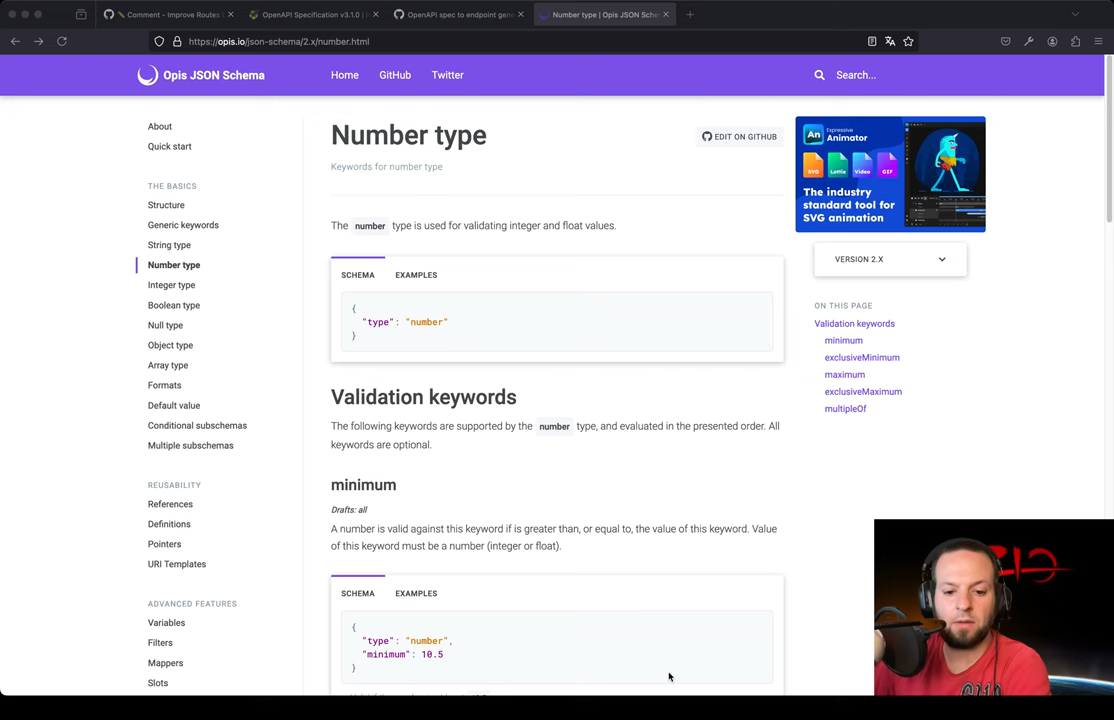 Comment - Improve Routes
OpenAPI Specification v3.1.0 |
OpenAPI spec to endpoint gene
Number type | Opis JSON Schem
https://opis.io/json-schema/2.x/number.html
Opis JSON Schema
Home
GitHub
Twitter
Search...
About
Quick start
THE BASICS
Structure
Generic keywords
String type
Number type
Integer type
Boolean type
Null type
Object type
Array type
Formats
Default value
Conditional subschemas
Multiple subschemas
REUSABILITY
References
Definitions
Pointers
URI Templates
ADVANCED FEATURES
Variables
Filters
Mappers
Slots
Number type
EDIT ON GITHUB
Keywords for number type
The number type is used for validating integer and float values.
SCHEMA
EXAMPLES
{
"type": "number"
}
Validation keywords
The following keywords are supported by the number type, and evaluated in the presented order. All
keywords are optional.
minimum
Drafts: all
A number is valid against this keyword if is greater than, or equal to, the value of this keyword. Value
of this keyword must be a number (integer or float).
SCHEMA
EXAMPLES
{
"type": "number",
"minimum": 10.5
}
An
Expressive
Animator
SVG
Lottie
Video
GIF
The industry
standard tool for
SVG animation
VERSION 2.X
ON THIS PAGE
Validation keywords
minimum
exclusiveMinimum
maximum
exclusiveMaximum
multipleOf